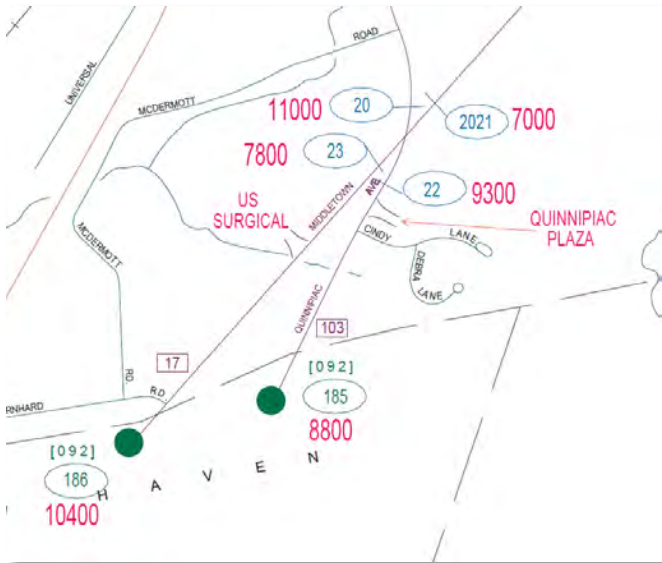 ROAD
UNIVERSAL
MCDERMOTT
11000
20
2021
7000
7800
23
AVE
22
9300
US
SURGICAL
MIDDLETOWN
QUINNIPIAC
PLAZA
CINDY
LANE
DEBRA
LANE
MCDERMOTT
QUINNIPIAC
103
17
RD.
RD
RNHARD
[092]
185
8800
[092]
186
10400
H A V E N